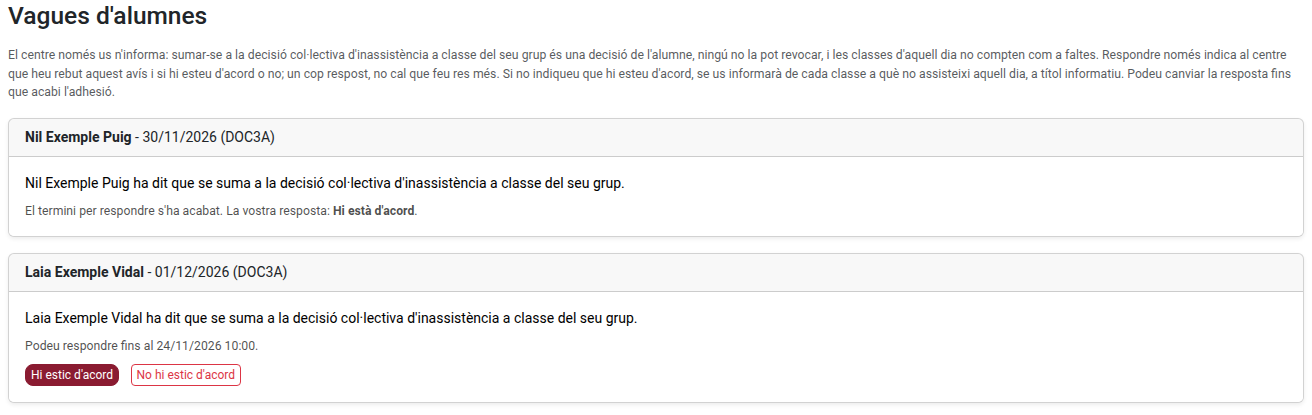 Vagues d'alumnes
El centre només us n'informa: sumar-se a la decisió col·lectiva d'inassistència a classe del seu grup és una decisió de l'alumne, ningú no la pot revocar, i les classes d'aquell dia no compten com a faltes. Respondre només indica al centre
que heu rebut aquest avís i si hi esteu d'acord o no; un cop respost, no cal que feu res més. Si no indiqueu que hi esteu d'acord, se us informarà de cada classe a què no assisteixi aquell dia, a títol informatiu. Podeu canviar la resposta fins
que acabi l'adhesió.
Nil Exemple Puig - 30/11/2026 (DOC3A)
Nil Exemple Puig ha dit que se suma a la decisió col·lectiva d'inassistència a classe del seu grup.
El termini per respondre s'ha acabat. La vostra resposta: Hi està d'acord.
Laia Exemple Vidal - 01/12/2026 (DOC3A)
Laia Exemple Vidal ha dit que se suma a la decisió col·lectiva d'inassistència a classe del seu grup.
Podeu respondre fins al 24/11/2026 10:00.
Hi estic d'acord No hi estic d'acord